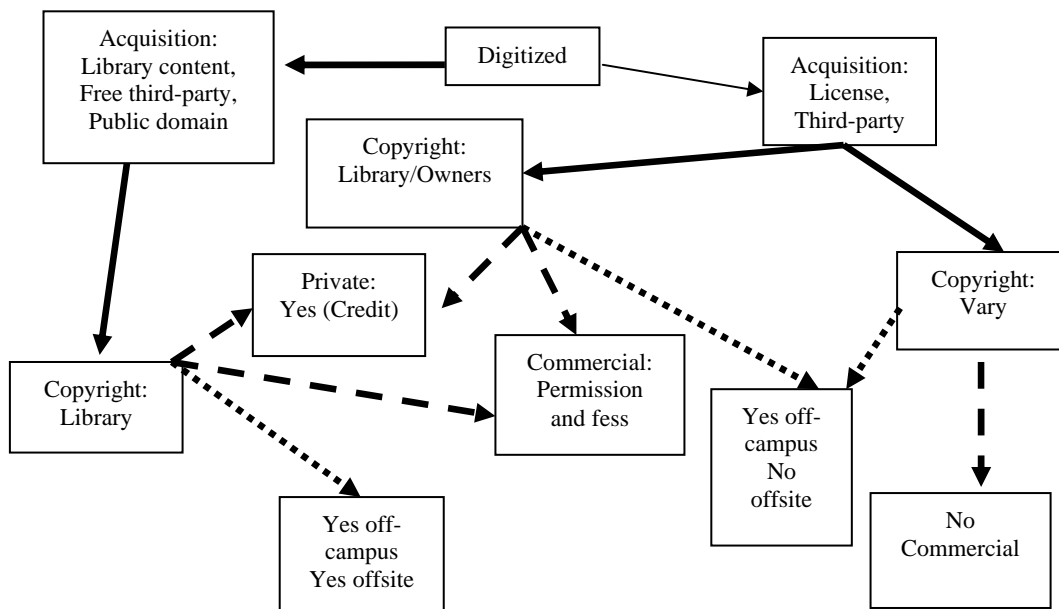 Acquisition:
Library content,
Free third-party,
Public domain
Digitized
Acquisition:
License,
Third-party
Copyright:
Library/Owners
Private:
Yes (Credit)
Copyright:
Vary
Copyright:
Library
Commercial:
Permission
and fess
Yes off-
campus
No
offsite
Yes off-
campus
Yes offsite
No
Commercial